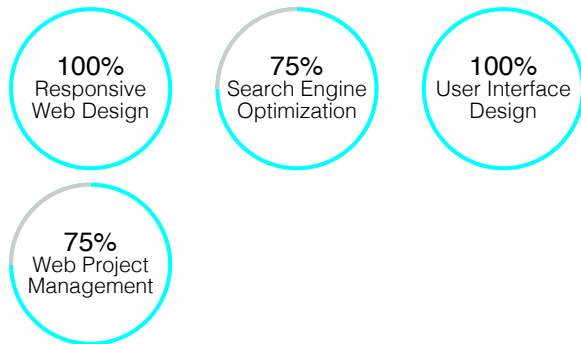 100%
Responsive
Web Design
75%
Search Engine
Optimization
100%
User Interface
Design
75%
Web Project
Management